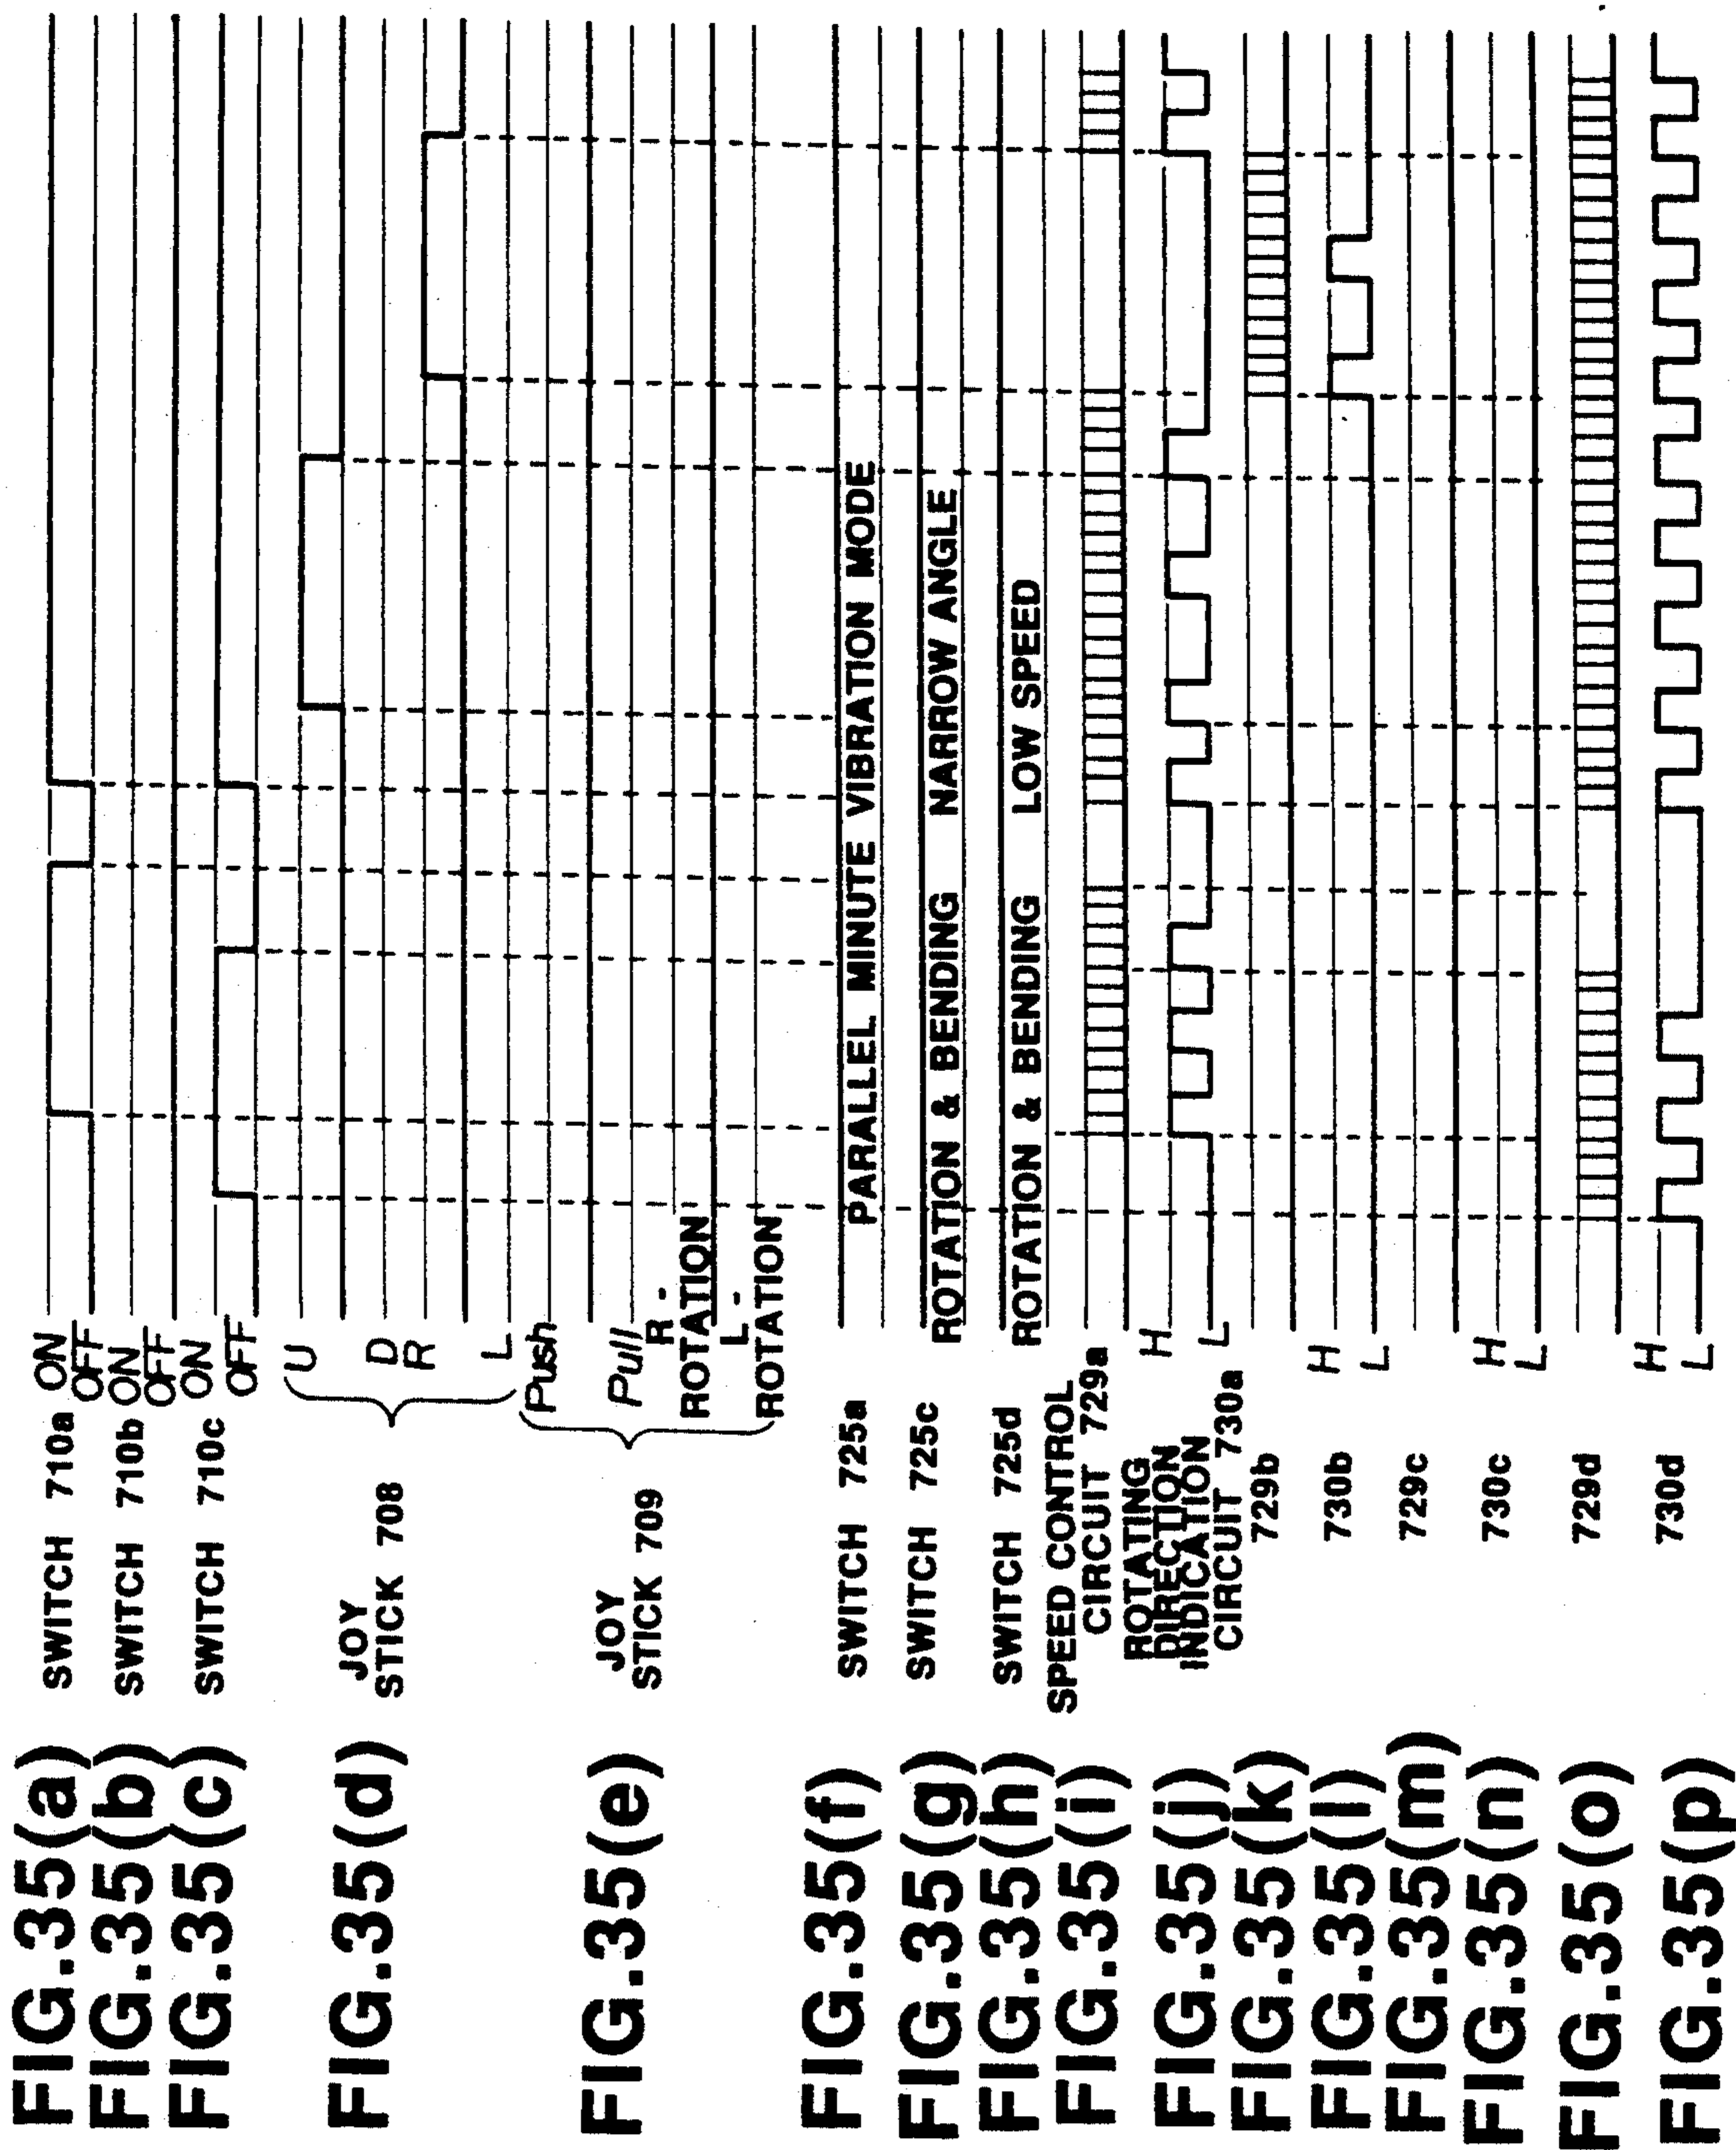 FIG.35(a) SWITCH 710a ON
OFF
FIG.35(b) SWITCH 710b ON
OFF
FIG.35(c) SWITCH 710c ON
OFF
FIG.35(d) JOY
STICK 708
U
D
R
L
FIG.35(e) JOY
STICK 709
Push
Pull
R-
ROTATION
L-
ROTATION
FIG.35(f) SWITCH 725a PARALLEL MINUTE VIBRATION MODE
FIG.35(g) SWITCH 725c ROTATION & BENDING NARROW ANGLE
FIG.35(h) SWITCH 725d ROTATION & BENDING LOW SPEED
FIG.35(i) SPEED CONTROL
CIRCUIT 729a
FIG.35(j) ROTATING
DIRECTION
INDICATION
CIRCUIT 730a
H
L
FIG.35(k) 729b
FIG.35(l) 730b H
L
FIG.35(m) 729c
FIG.35(n) 730c H
L
FIG.35(o) 729d
FIG.35(p) 730d H
L